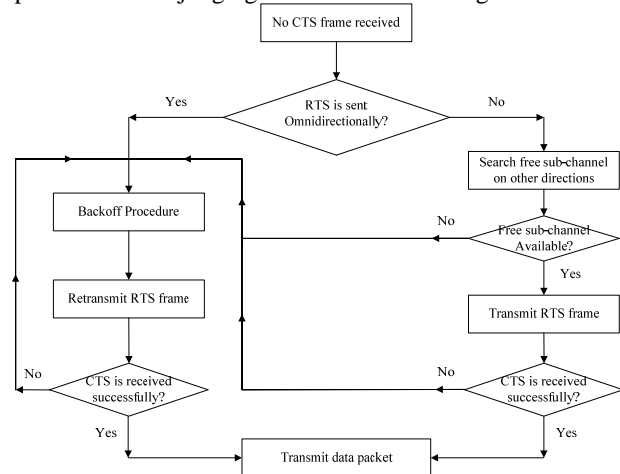 No CTS frame received
RTS is sent
Omnidirectionally?
Yes
No
Search free sub-channel
on other directions
Backoff Procedure
No
Free sub-channel
Available?
Yes
Retransmit RTS frame
Transmit RTS frame
No
CTS is received
successfully?
No
CTS is received
successfully?
Yes
Yes
Transmit data packet